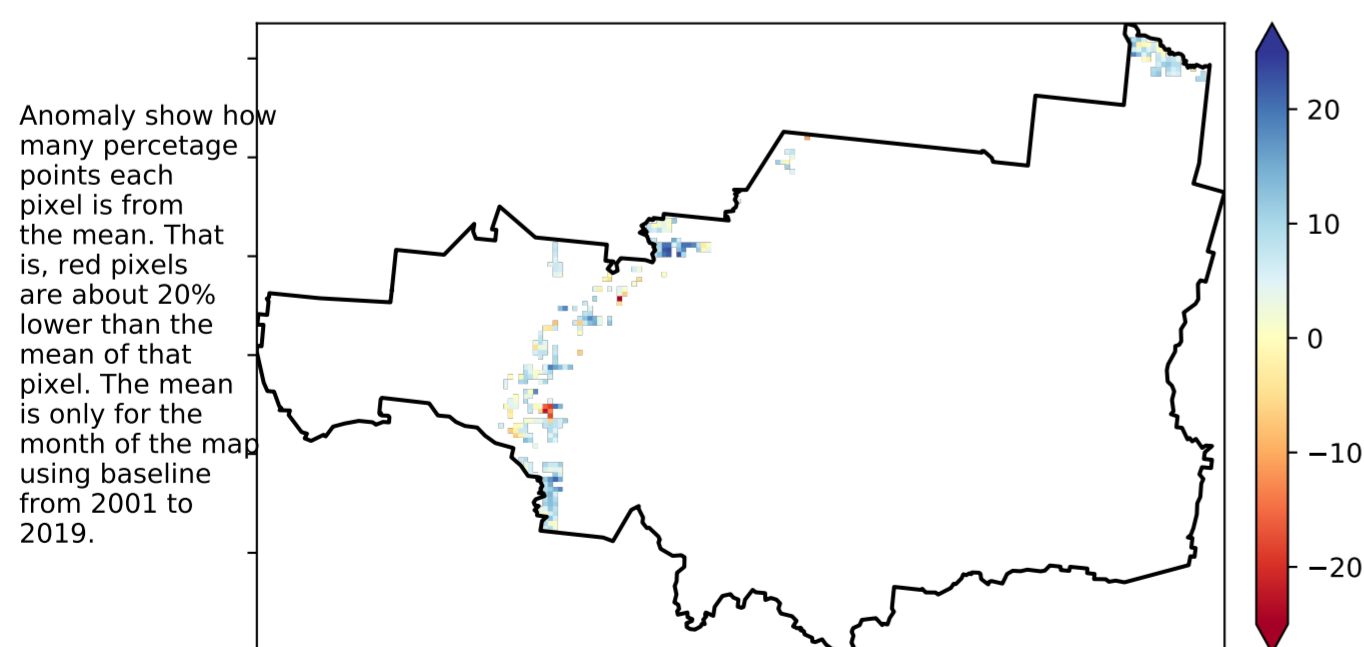 Anomaly show how
many percetage
points each
pixel is from
the mean. That
is, red pixels
are about 20%
lower than the
mean of that
pixel. The mean
is only for the
month of the map
using baseline
from 2001 to
2019.
20
10
0
−10
−20